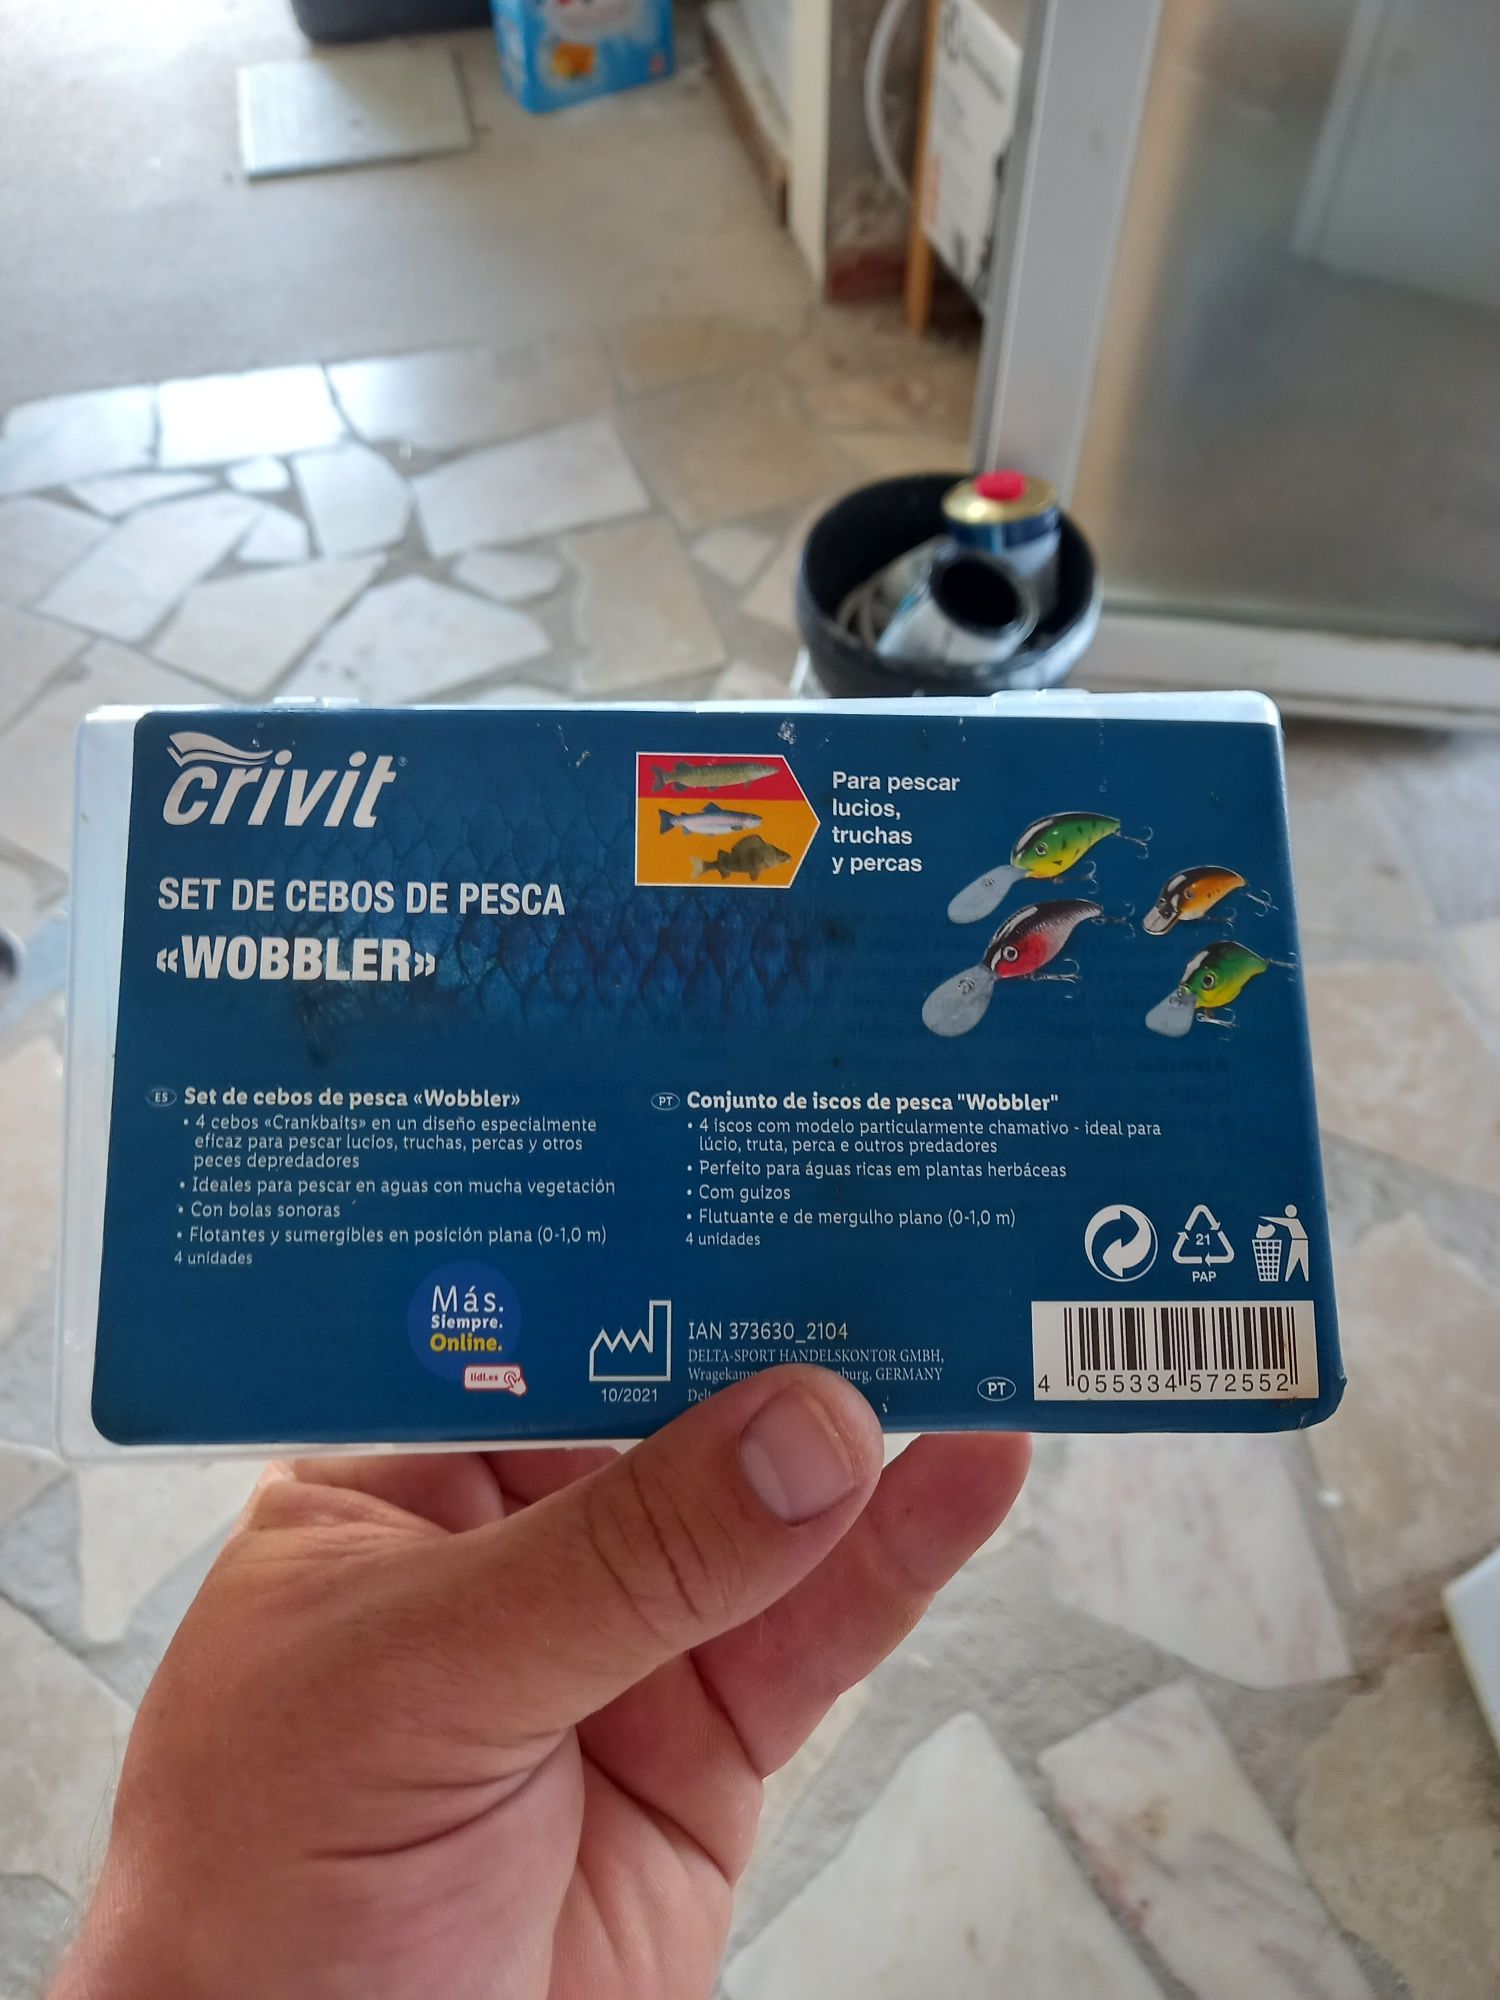 crivit®
SET DE CEBOS DE PESCA
«WOBBLER»
Para pescar
lucios,
truchas
y percas
ES Set de cebos de pesca «Wobbler»
• 4 cebos «Crankbaits» en un diseño especialmente
eficaz para pescar lucios, truchas, percas y otros
peces depredadores
• Ideales para pescar en aguas con mucha vegetación
• Con bolas sonoras
• Flotantes y sumergibles en posición plana (0-1,0 m)
4 unidades
PT Conjunto de iscos de pesca "Wobbler"
• 4 iscos com modelo particularmente chamativo - ideal para
lúcio, truta, perca e outros predadores
• Perfeito para águas ricas em plantas herbáceas
• Com guizos
• Flutuante e de mergulho plano (0-1,0 m)
4 unidades
Más.
Siempre.
Online.
lidl.es
10/2021
IAN 373630_2104
DELTA-SPORT HANDELSKONTOR GMBH,
GERMANY
PT
21
PAP
4 055334 572552